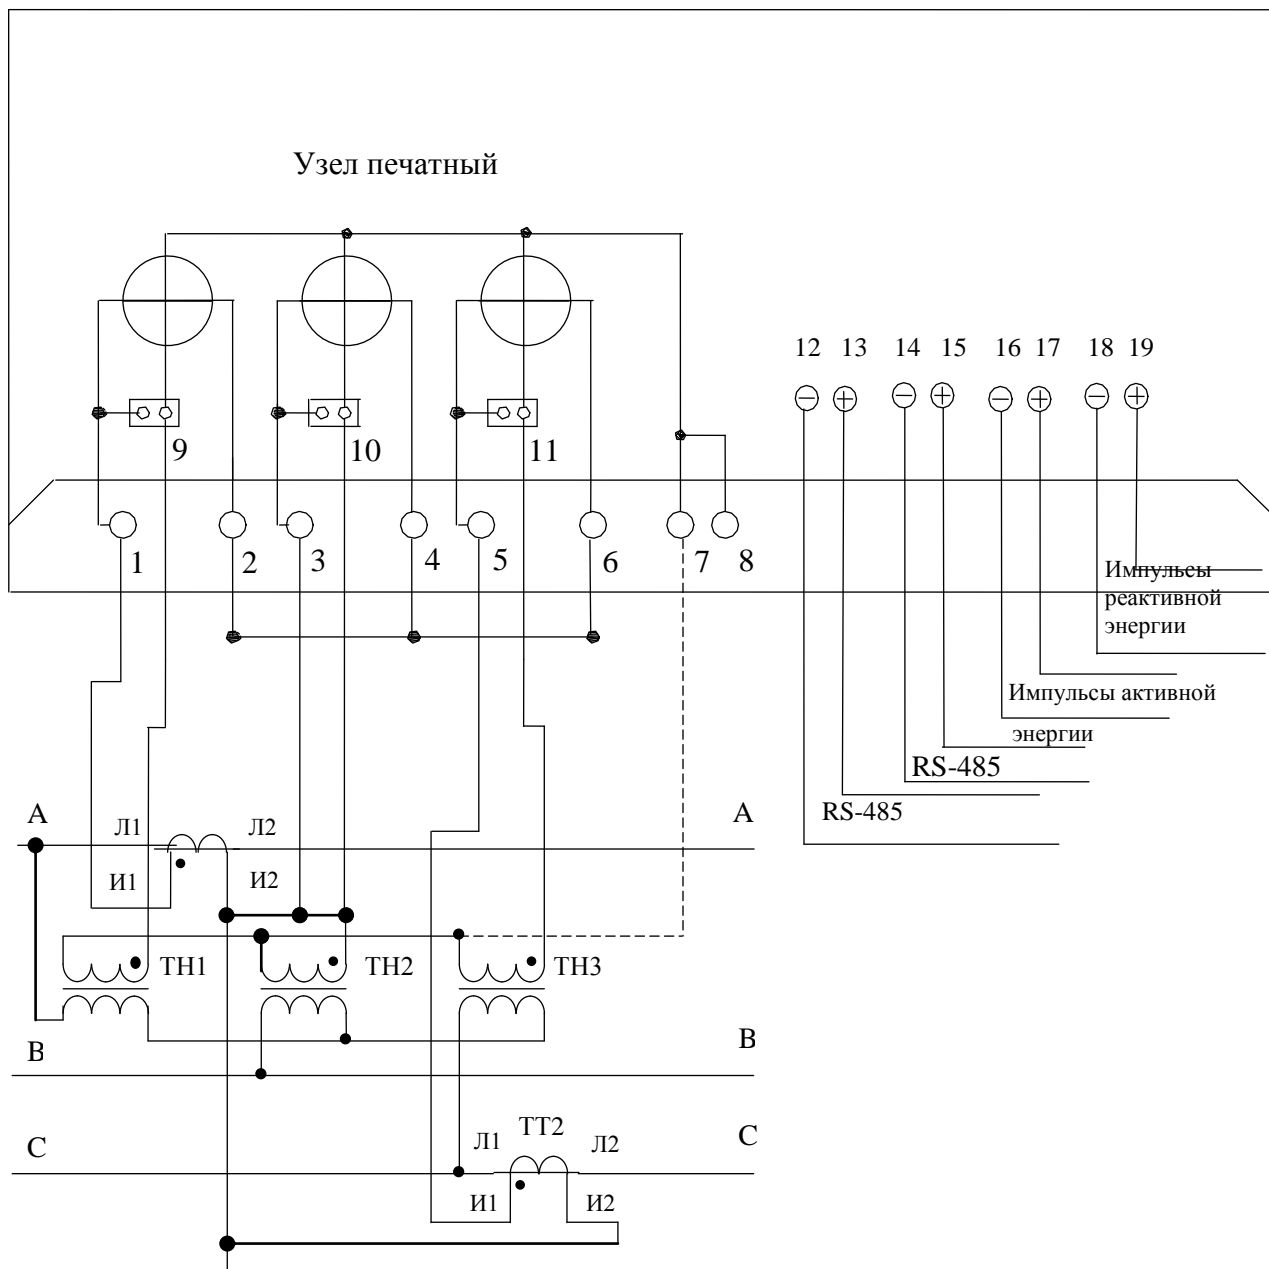 Узел печатный
12 13 14 15 16 17 18 19
9 10 11
1 2 3 4 5 6 7 8
Импульсы
реактивной
энергии
Импульсы активной
энергии
RS-485
RS-485
А Л1 Л2 А
И1 И2
ТН1 ТН2 ТН3
В В
С Л1 ТТ2 Л2 С
И1 И2